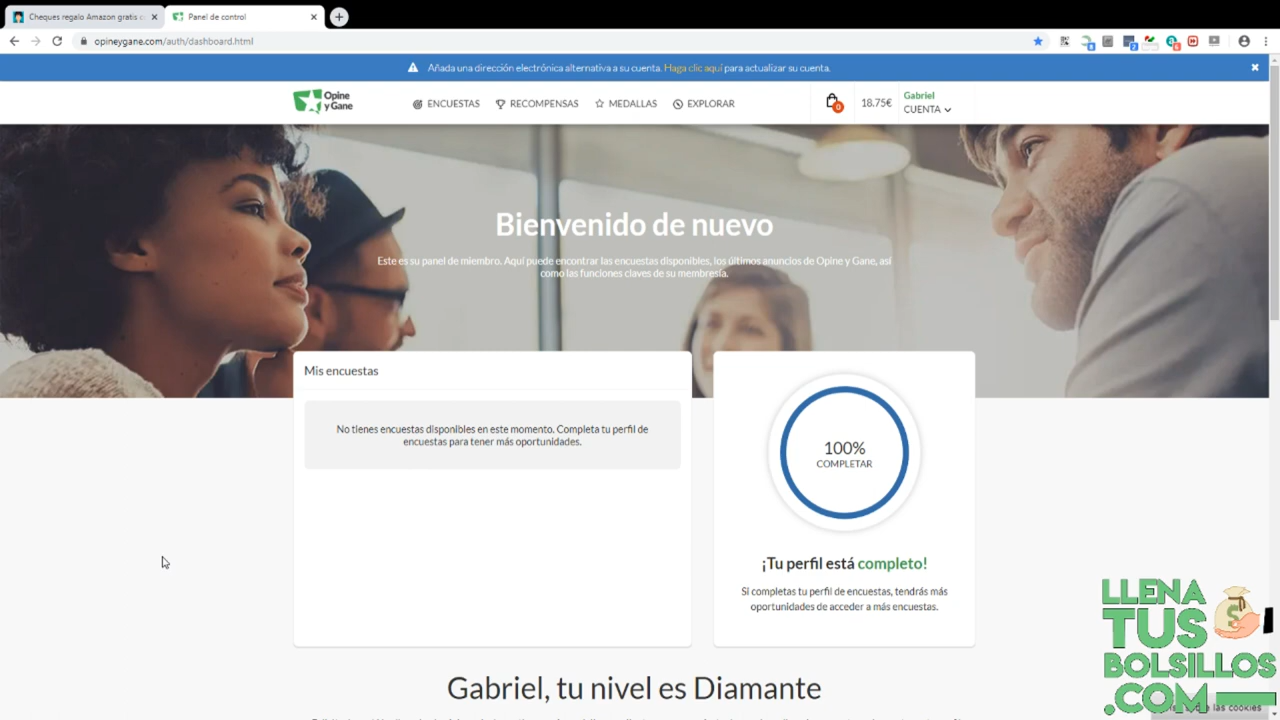 Cheques regalo Amazon gratis c
Panel de control
opineygane.com/auth/dashboard.html
Añada una dirección electrónica alternativa a su cuenta. Haga clic aquí para actualizar su cuenta.
Opine
y Gane
ENCUESTAS
RECOMPENSAS
MEDALLAS
EXPLORAR
0
18.75€
Gabriel
CUENTA
Bienvenido de nuevo
Este es su panel de miembro. Aquí puede encontrar las encuestas disponibles, los últimos anuncios de Opine y Gane, así
como las funciones claves de su membresía.
Mis encuestas
No tienes encuestas disponibles en este momento. Completa tu perfil de
encuestas para tener más oportunidades.
100%
COMPLETAR
¡Tu perfil está completo!
Si completas tu perfil de encuestas, tendrás más
oportunidades de acceder a más encuestas.
Gabriel, tu nivel es Diamante
LLENA
TUS
BOLSILLOS
.COM
las cookies